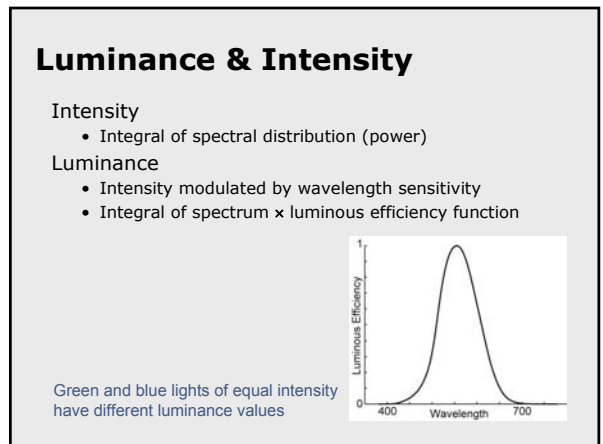 Luminance & Intensity
Intensity
• Integral of spectral distribution (power)
Luminance
• Intensity modulated by wavelength sensitivity
• Integral of spectrum × luminous efficiency function
1
Luminous Efficiency
0
400
Wavelength
700
Green and blue lights of equal intensity
have different luminance values